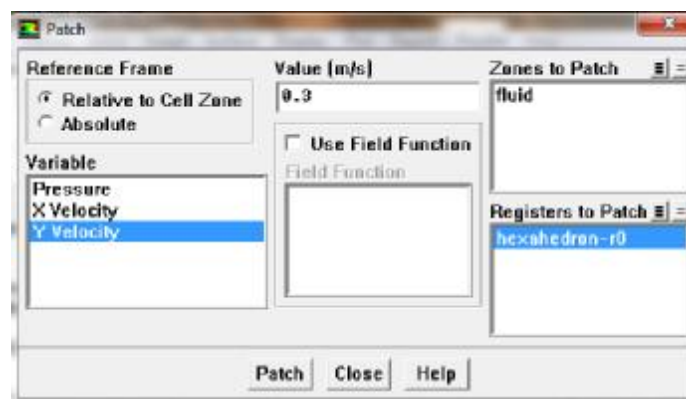 Patch
Reference Frame
Relative to Cell Zone
Absolute
Variable
Pressure
X Velocity
Y Velocity
Value (m/s)
0.3
Use Field Function
Field Function
Zones to Patch
fluid
Registers to Patch
hexahedron-r0
Patch
Close
Help